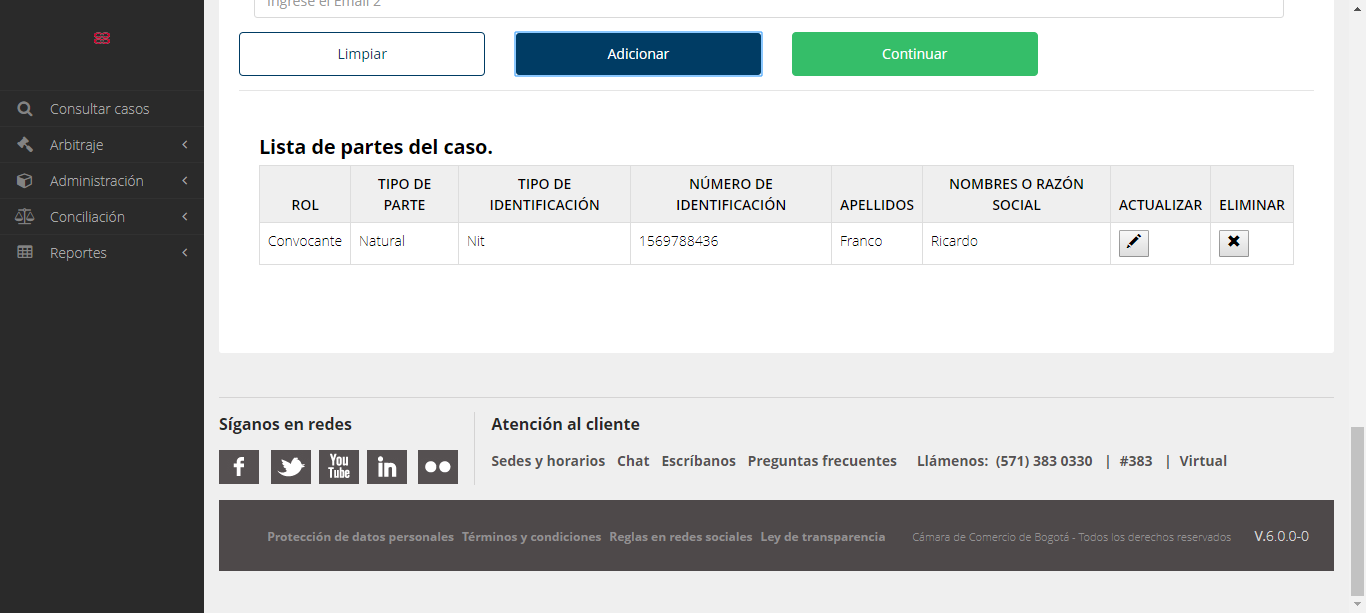 Ingrese el Email 2
Limpiar Adicionar Continuar
Consultar casos
Arbitraje
Administración
Conciliación
Reportes
Lista de partes del caso.
ROL TIPO DE PARTE TIPO DE IDENTIFICACIÓN NÚMERO DE IDENTIFICACIÓN APELLIDOS NOMBRES O RAZÓN SOCIAL ACTUALIZAR ELIMINAR
Convocante Natural Nit 1569788436 Franco Ricardo
Síganos en redes
You Tube
Atención al cliente
Sedes y horarios Chat Escríbanos Preguntas frecuentes Llámenos: (571) 383 0330 | #383 | Virtual
Protección de datos personales Términos y condiciones Reglas en redes sociales Ley de transparencia Cámara de Comercio de Bogotá - Todos los derechos reservados V.6.0.0-0